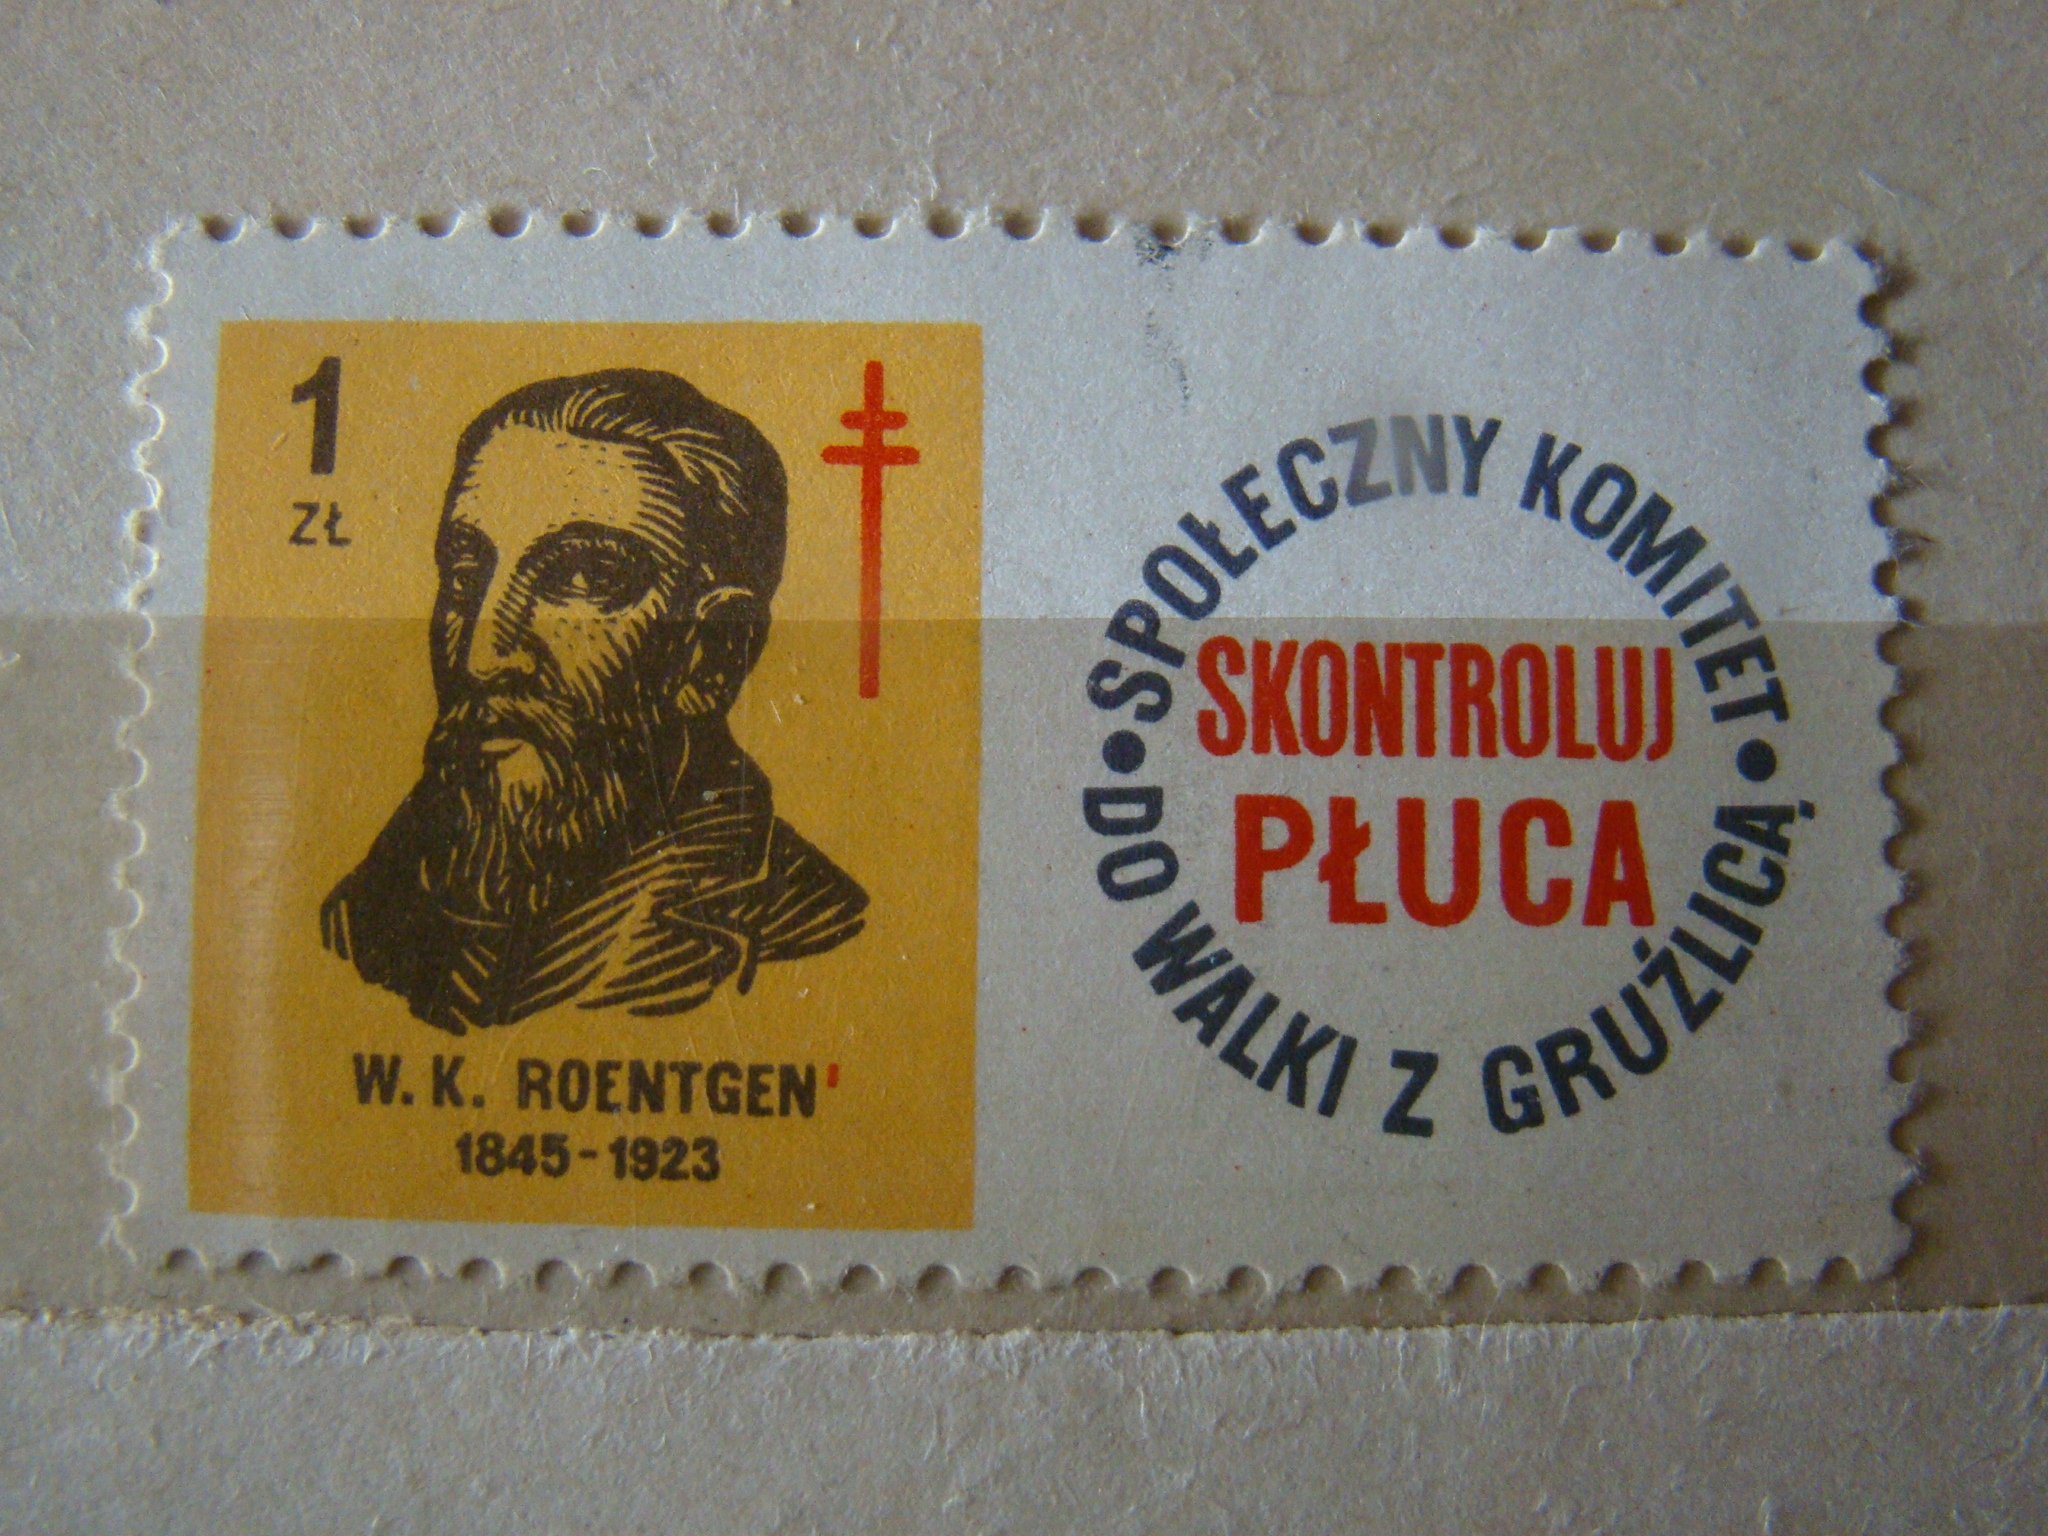 1
ZŁ
W. K. ROENTGEN
1845-1923
SPOŁECZNY KOMITET
SKONTROLUJ
PŁUCA
DO WALKI Z GRUŹLICĄ